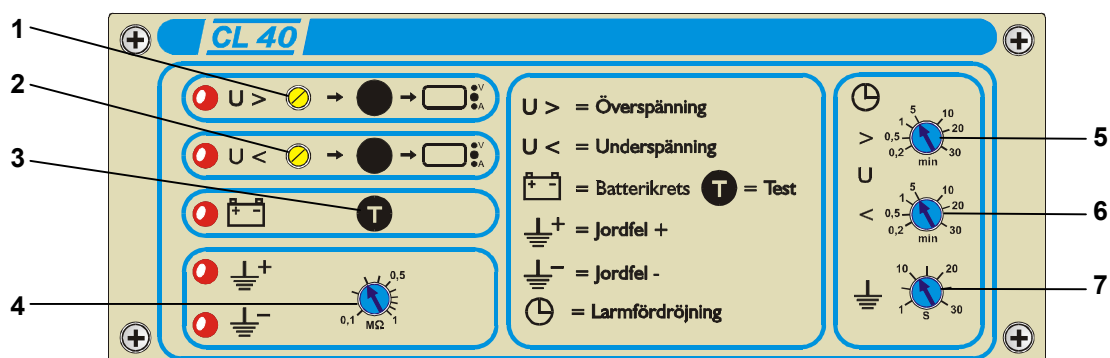 CL 40
1
2
3
4
U >
V
A
U <
V
A
+ -
T
+
-
0,1
0,5
1
MΩ
U > = Överspänning
U < = Underspänning
+ - = Batterikrets T = Test
+ = Jordfel +
- = Jordfel -
= Larmfördröjning
>
U
<
0,2
0,5
1
5
10
20
30
min
0,2
0,5
1
5
10
20
30
min
1
10
20
30
S
5
6
7